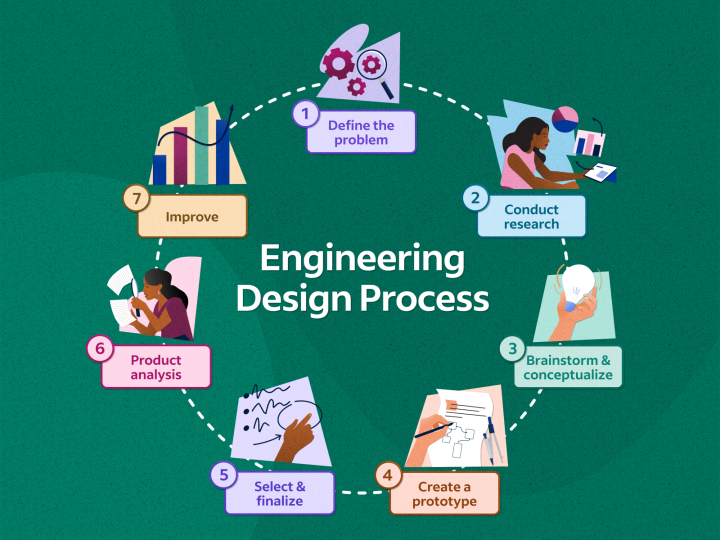 Engineering
Design Process
1
Define the
problem
2
Conduct
research
3
Brainstorm &
conceptualize
4
Create a
prototype
5
Select &
finalize
6
Product
analysis
7
Improve